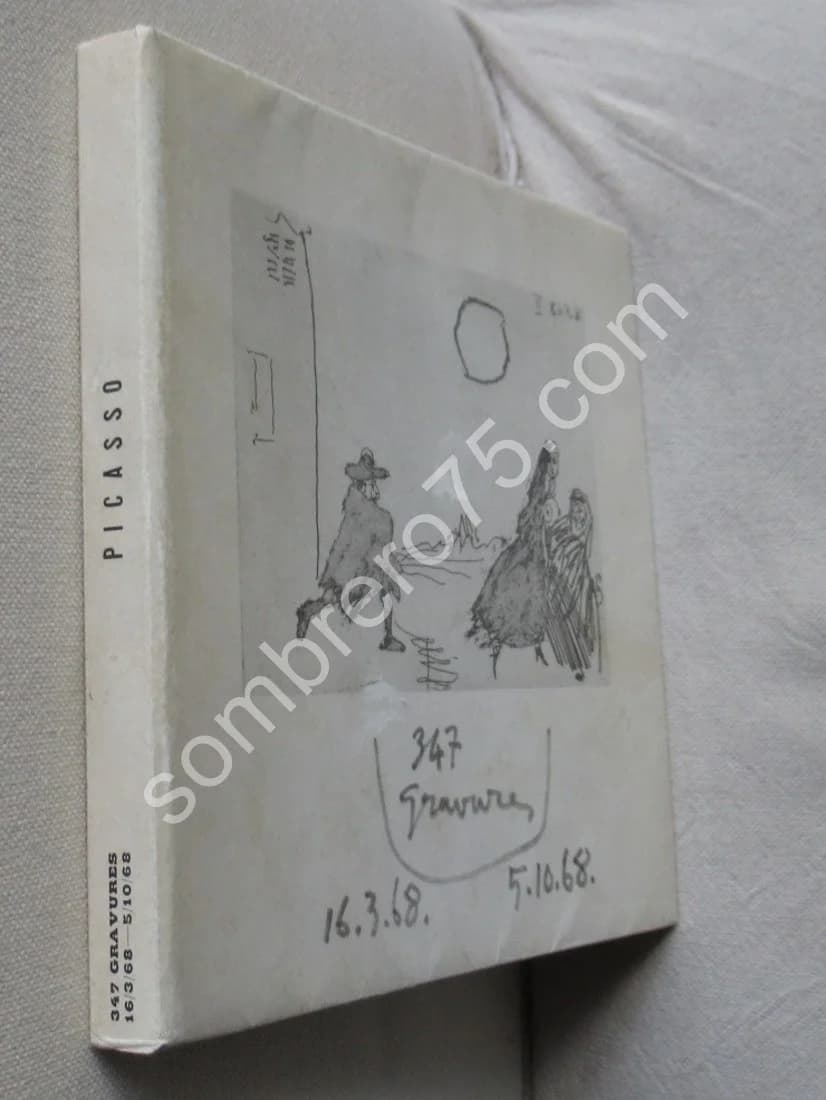 PICASSO
347 GRAVURES
16/3/68—5/10/68
347
Gravures
16.3.68.
5.10.68.
sombrero75.com